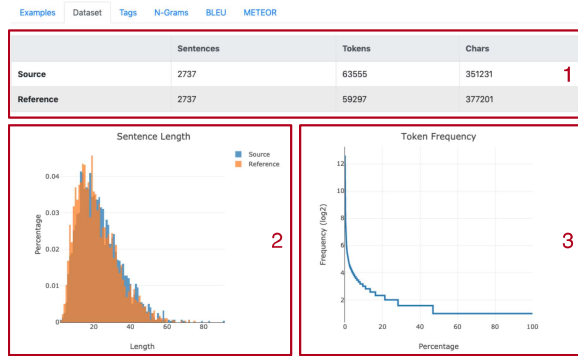 Examples Dataset Tags N-Grams BLEU METEOR
Sentences Tokens Chars
Source 2737 63555 351231
Reference 2737 59297 377201
1
Sentence Length
Source
Reference
0.04
0.03
0.02
0.01
0
20 40 60 80
Percentage
Length
2
Token Frequency
12
10
8
6
4
2
0 20 40 60 80 100
Frequency (log2)
Percentage
3